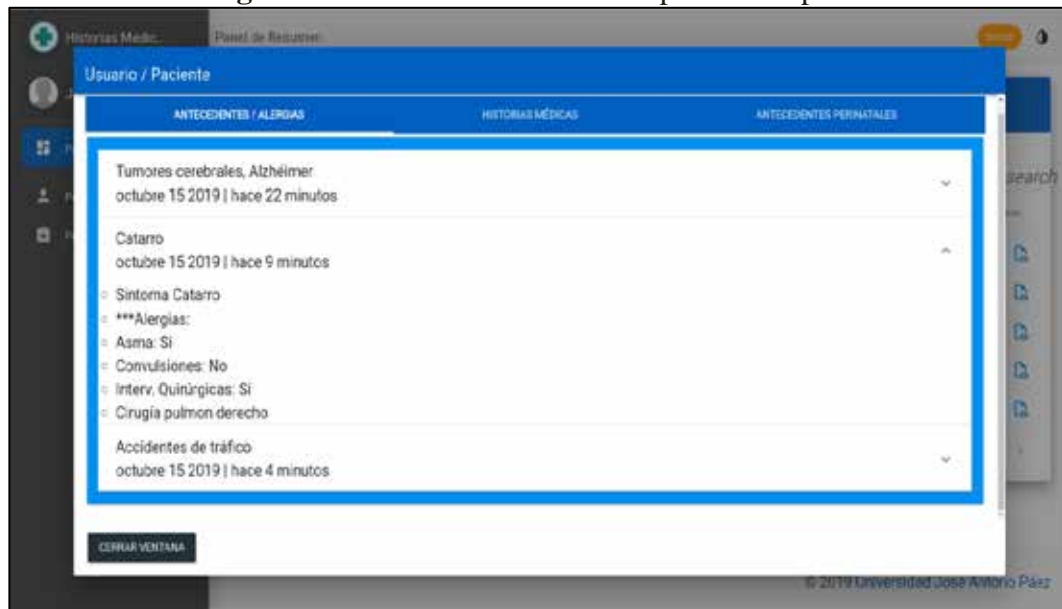 Historias Médic...
Panel de Resumen
Usuario / Paciente
ANTECEDENTES / ALERGIAS
HISTORIAS MÉDICAS
ANTECEDENTES PERINATALES
Tumores cerebrales, Alzhéimer
octubre 15 2019 | hace 22 minutos
search
Catarro
octubre 15 2019 | hace 9 minutos
Sintoma Catarro
***Alergias:
Asma: Si
Convulsiones: No
Interv. Quirúrgicas: Si
Cirugía pulmon derecho
Accidentes de tráfico
octubre 15 2019 | hace 4 minutos
CERRAR VENTANA
© 2019 Universidad José Antonio Páez